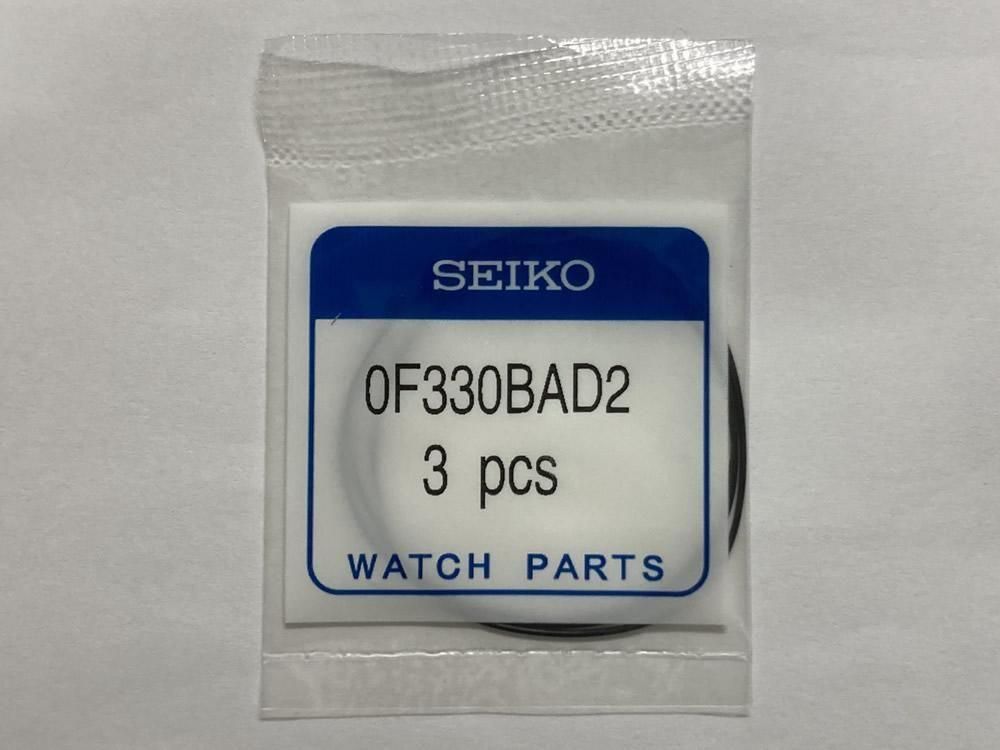 SEIKO
0F330BAD2
3 pcs
WATCH PARTS